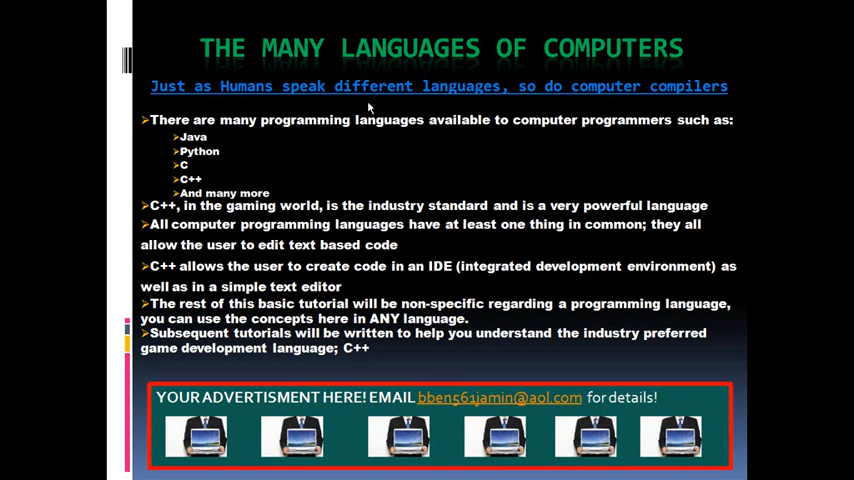 THE MANY LANGUAGES OF COMPUTERS
Just as Humans speak different languages, so do computer compilers
There are many programming languages available to computer programmers such as:
Java
Python
C
C++
And many more
C++, in the gaming world, is the industry standard and is a very powerful language
All computer programming languages have at least one thing in common; they all
allow the user to edit text based code
C++ allows the user to create code in an IDE (integrated development environment) as
well as in a simple text editor
The rest of this basic tutorial will be non-specific regarding a programming language,
you can use the concepts here in ANY language.
Subsequent tutorials will be written to help you understand the industry preferred
game development language; C++
YOUR ADVERTISMENT HERE! EMAIL bben561jamin@aol.com for details!